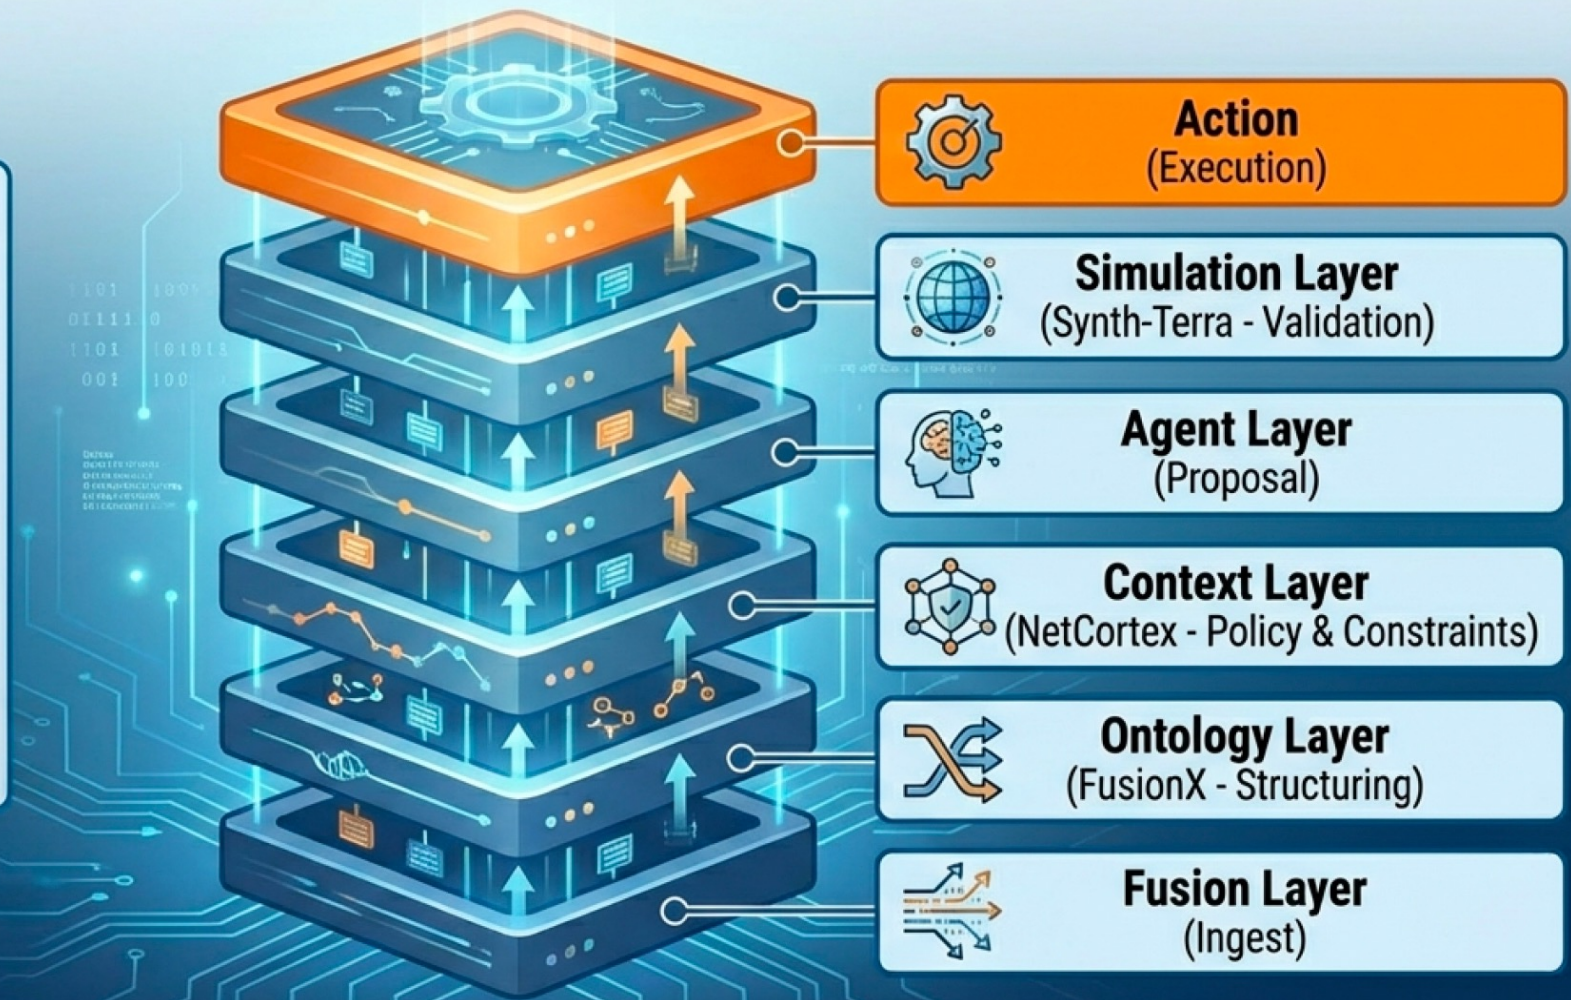 Action
(Execution)
Simulation Layer
(Synth-Terra - Validation)
Agent Layer
(Proposal)
Context Layer
(NetCortex - Policy & Constraints)
Ontology Layer
(FusionX - Structuring)
Fusion Layer
(Ingest)